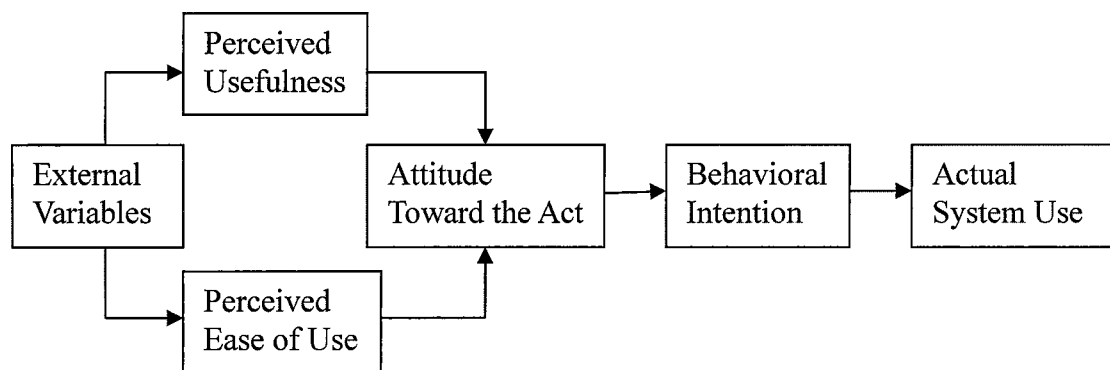 Perceived
Usefulness
External
Variables
Attitude
Toward the Act
Behavioral
Intention
Actual
System Use
Perceived
Ease of Use